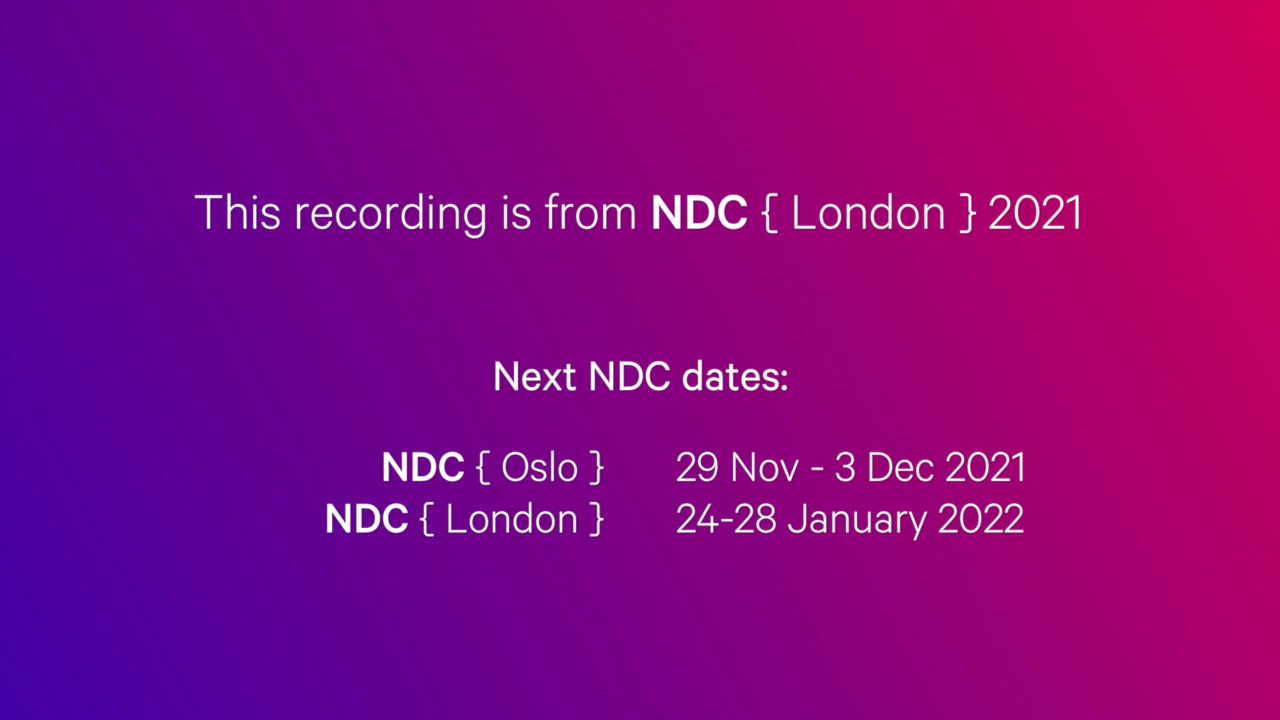 This recording is from NDC { London } 2021
Next NDC dates:
NDC { Oslo } 29 Nov - 3 Dec 2021
NDC { London } 24-28 January 2022